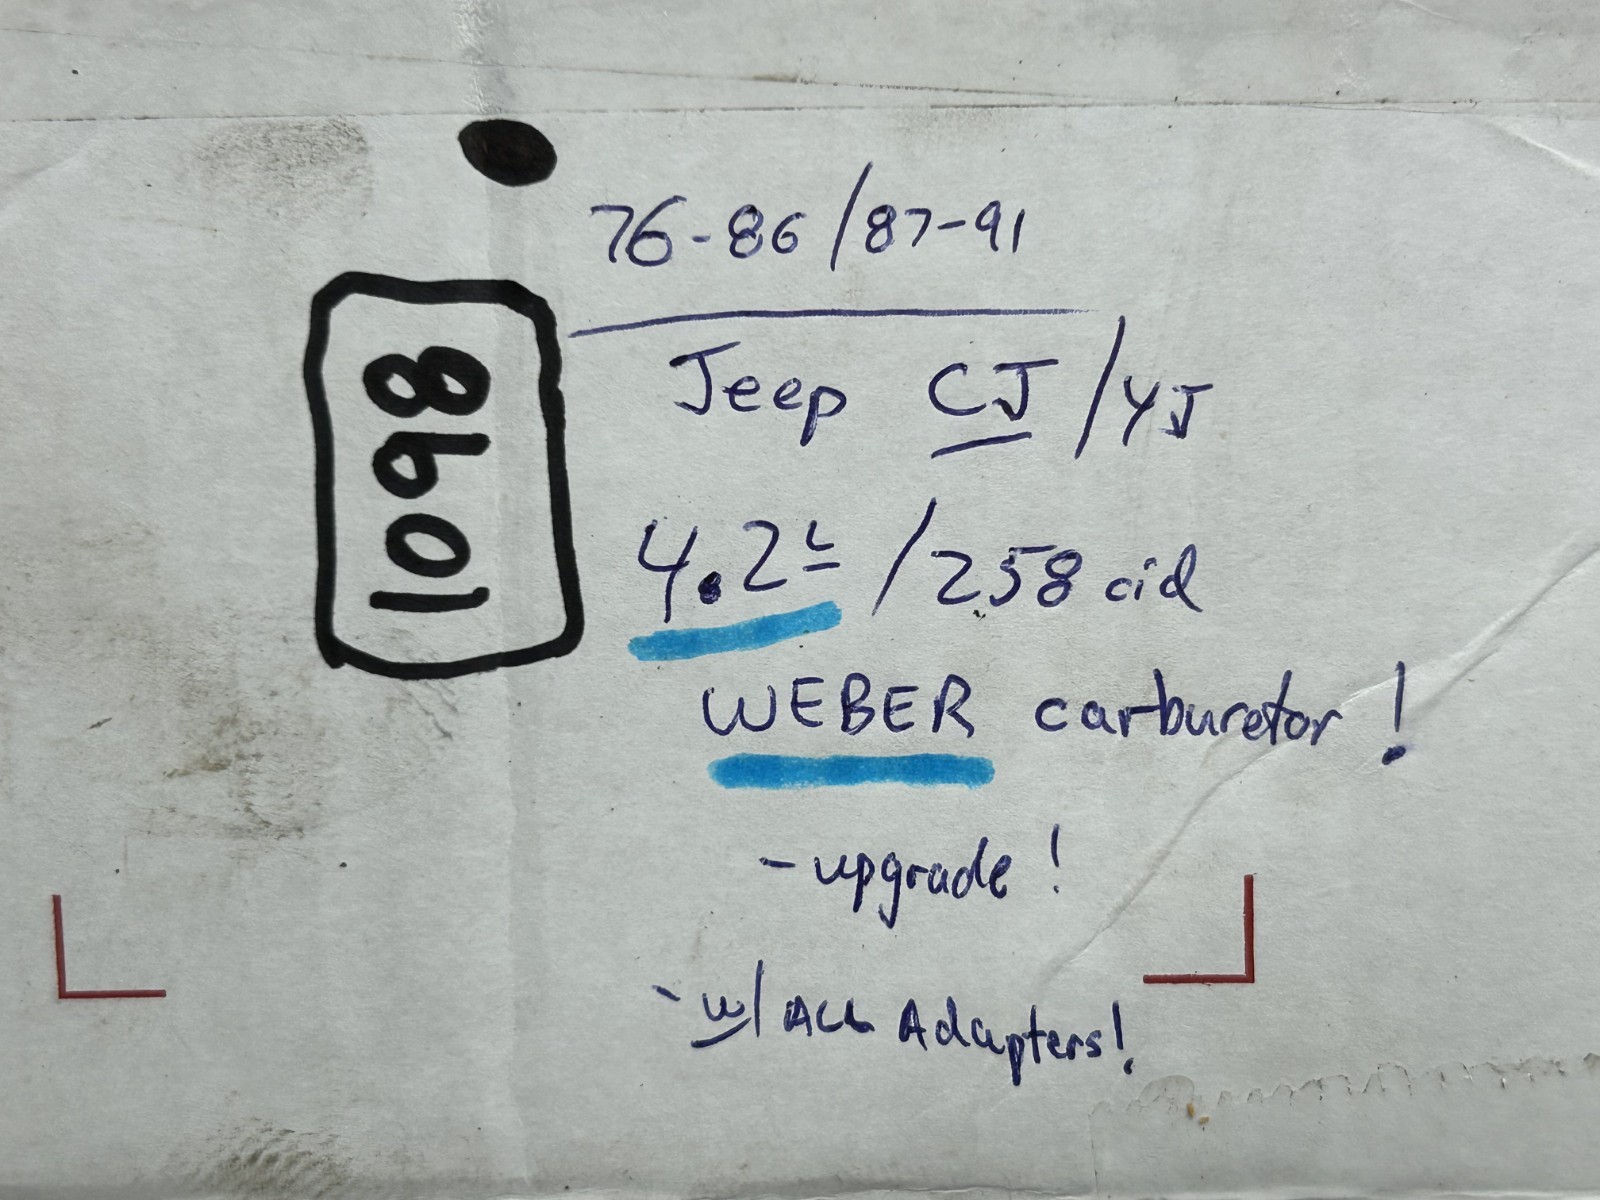 76-86/87-91
Jeep CJ/YJ
1098
4.2L/258 cid
WEBER carburetor!
-upgrade!
- w/ ALL Adapters!